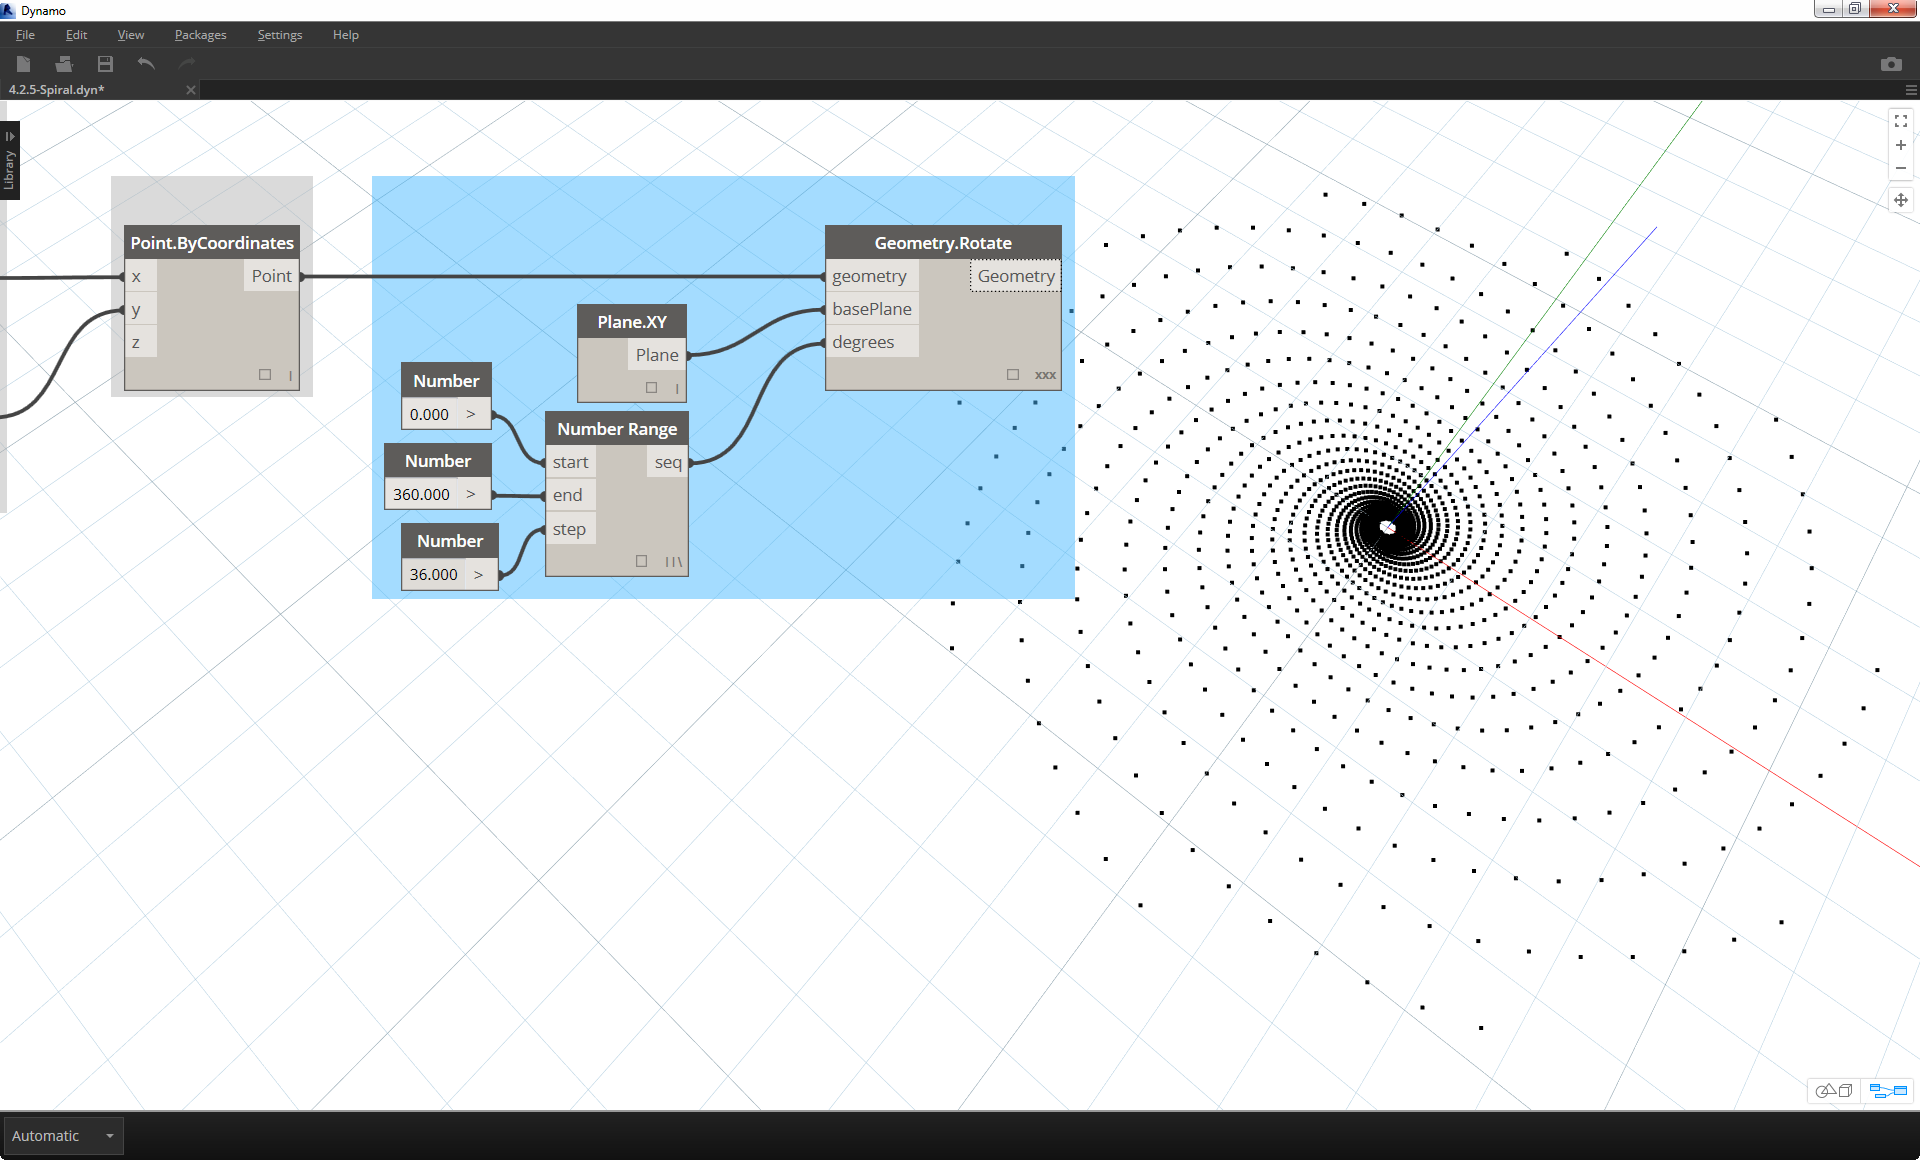 Dynamo
File Edit View Packages Settings Help
4.2.5-Spiral.dyn*
Library
Point.ByCoordinates
x Point
y
z
Number
0.000 >
Number
360.000 >
Number
36.000 >
Plane.XY
Plane
Number Range
start seq
end
step
Geometry.Rotate
geometry Geometry
basePlane
degrees
xxx
Automatic